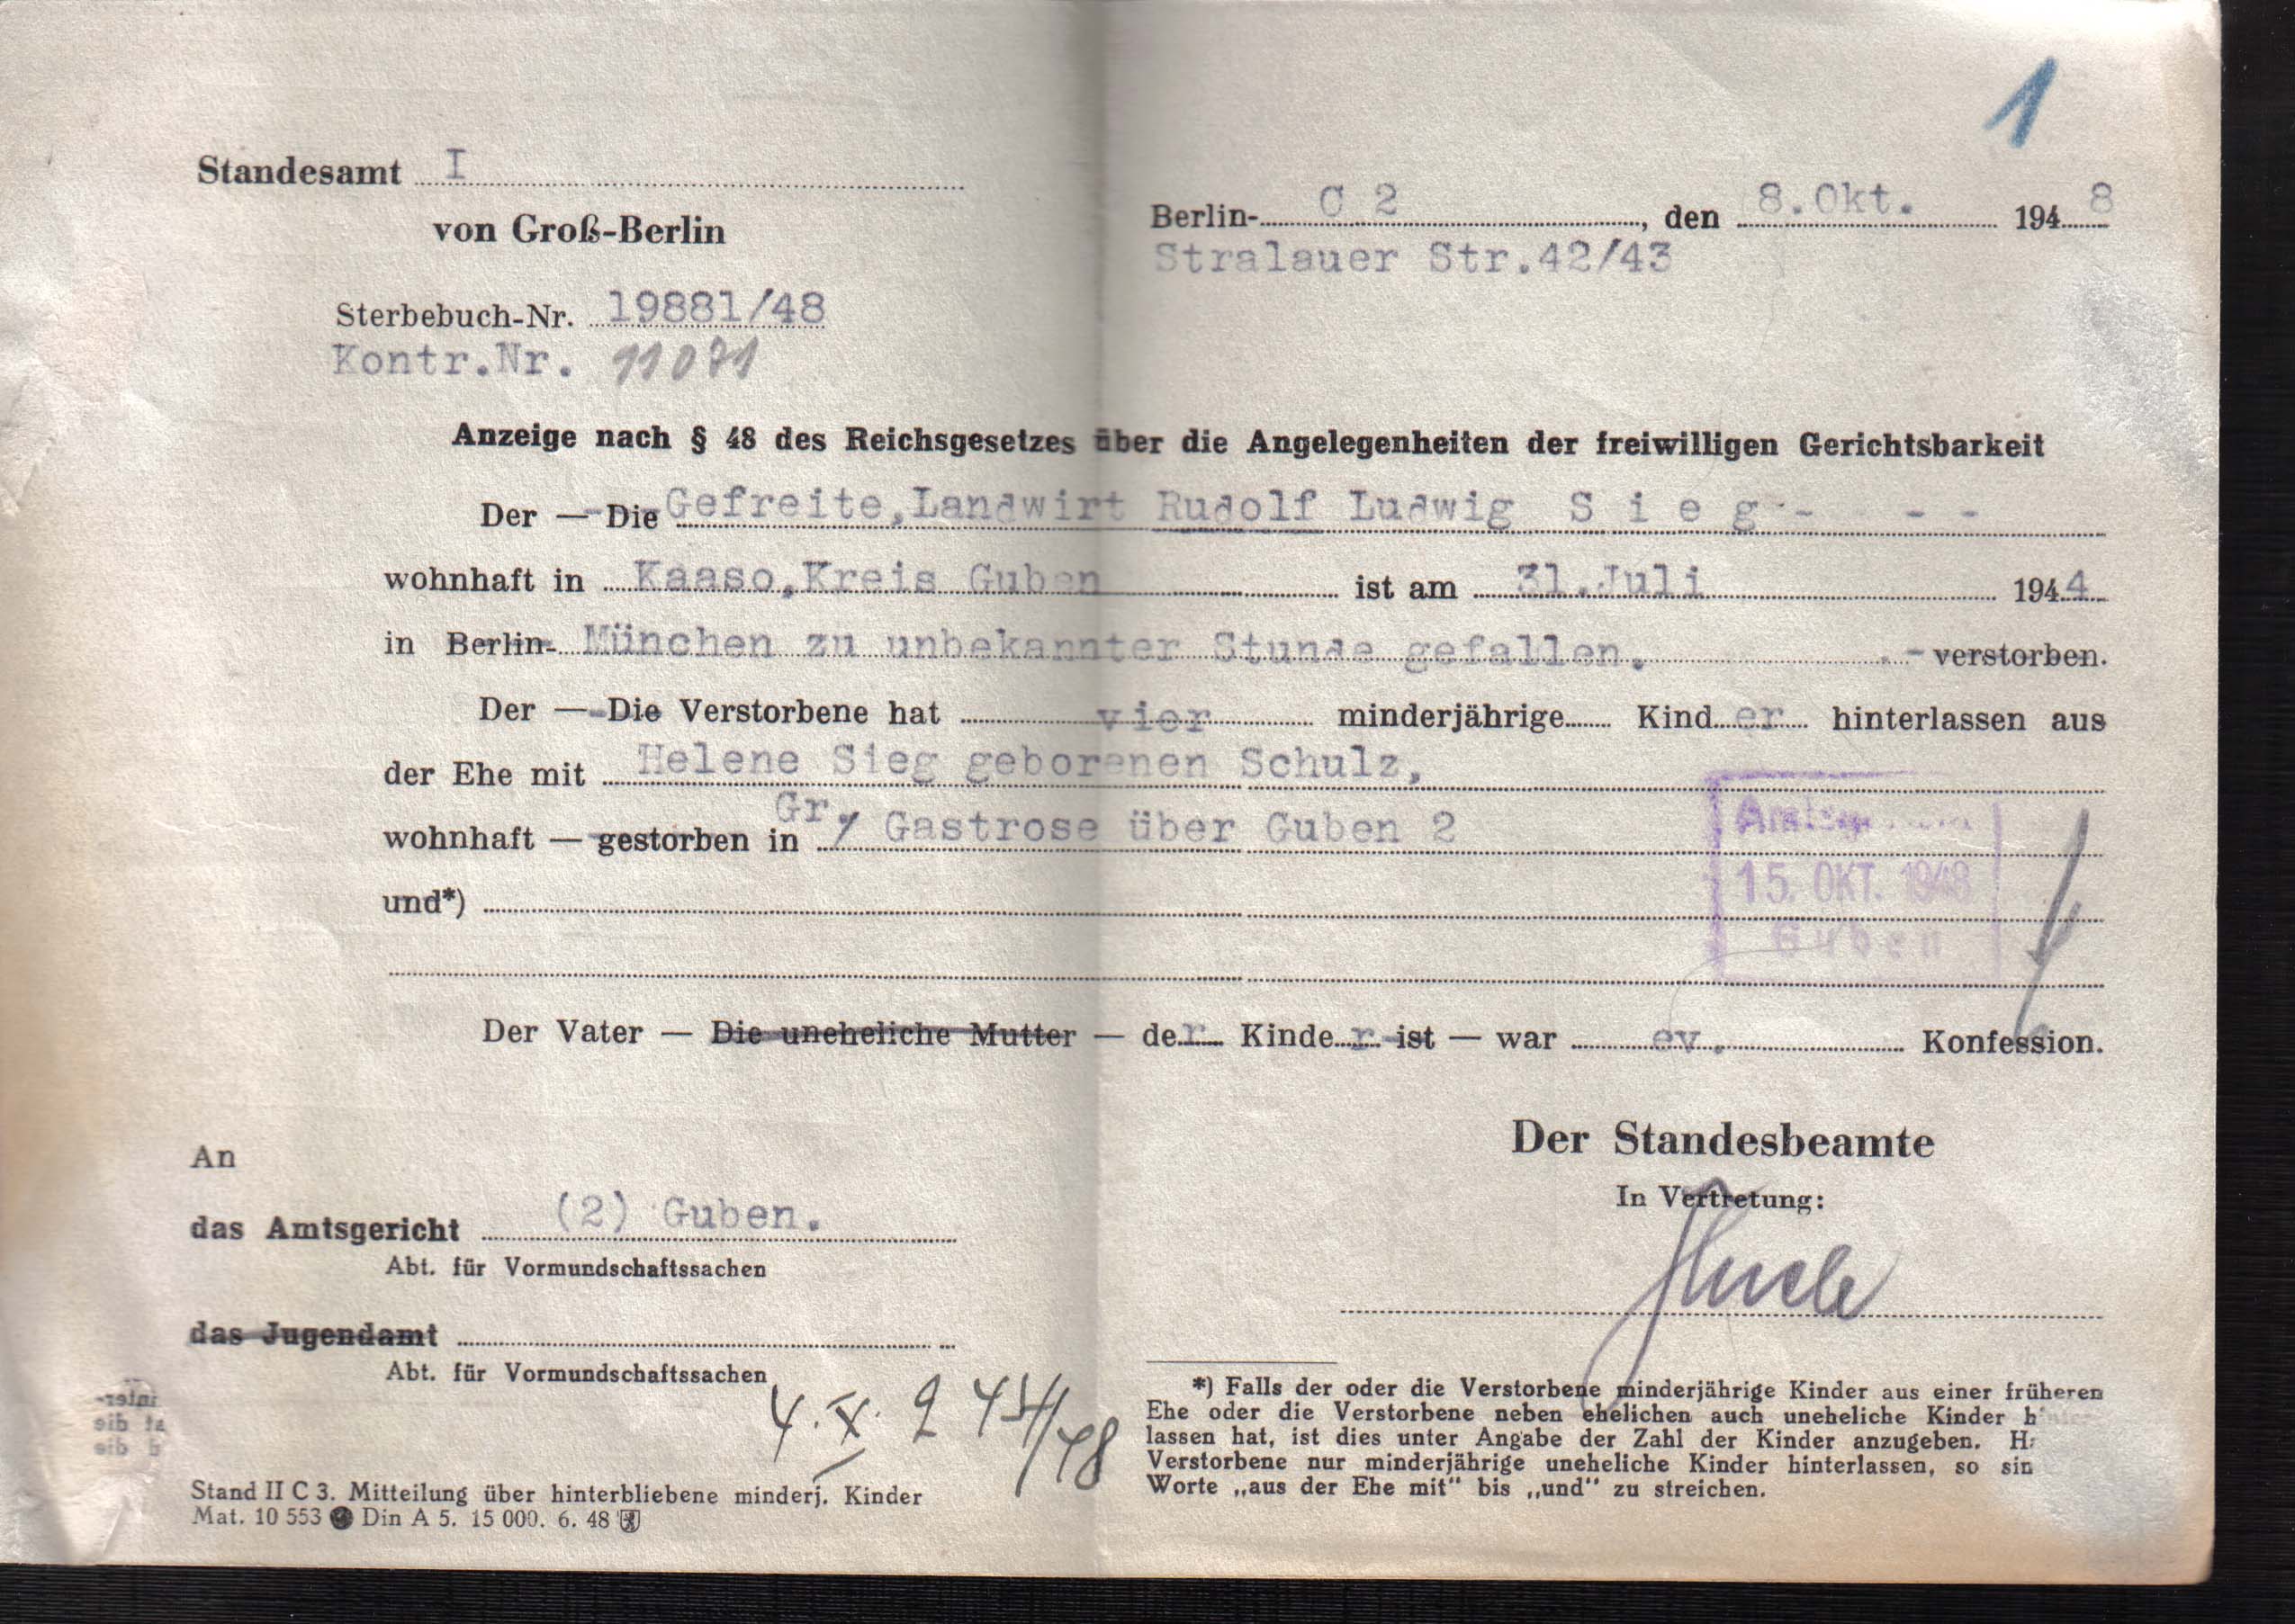 1
Standesamt I
von Groß-Berlin
Berlin- C 2, den 8.Okt. 1948
Stralauer Str.42/43
Sterbebuch-Nr. 19881/48
Kontr.Nr. 11071
Anzeige nach § 48 des Reichsgesetzes über die Angelegenheiten der freiwilligen Gerichtsbarkeit
Der — Die Gefreite,Landwirt Rudolf Ludwig S i e g - - -
wohnhaft in Kaaso,Kreis Guben ist am 31.Juli 1944
in Berlin- München zu unbekannter Stunde gefallen. - verstorben.
Der — Die Verstorbene hat vier minderjährige Kinder hinterlassen aus
der Ehe mit Helene Sieg geborenen Schulz,
Gr.
wohnhaft — gestorben in / Gastrose über Guben 2
und*)
15. OKT. 1948
Guben
Der Vater — Die uneheliche Mutter — der Kinder ist — war ev. Konfession.
Der Standesbeamte
In Vertretung:
An
das Amtsgericht (2) Guben.
Abt. für Vormundschaftssachen
das Jugendamt
Abt. für Vormundschaftssachen
*) Falls der oder die Verstorbene minderjährige Kinder aus einer früheren
Ehe oder die Verstorbene neben ehelichen auch uneheliche Kinder
lassen hat, ist dies unter Angabe der Zahl der Kinder anzugeben.
Verstorbene nur minderjährige uneheliche Kinder hinterlassen, so
Worte „aus der Ehe mit" bis „und" zu streichen.
Stand II C 3. Mitteilung über hinterbliebene minderj. Kinder
Mat. 10 553 Din A 5. 15 000. 6. 48